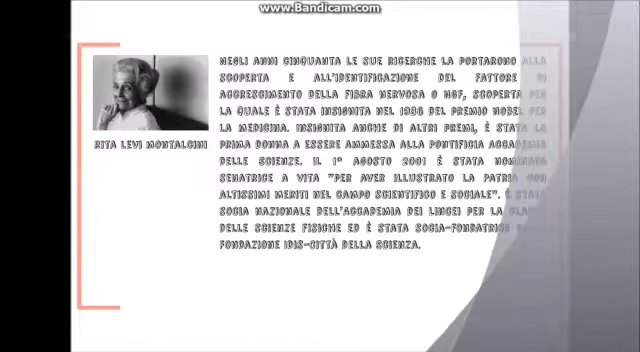 www.Bandicam.com
NEGLI ANNI CINQUANTA LE SUE RICERCHE LA PORTARONO ALLA
SCOPERTA E ALL'IDENTIFICAZIONE DEL FATTORE DI
ACCRESCIMENTO DELLA FIBRA NERVOSA O NGF, SCOPERTA PER
LA QUALE È STATA INSIGNITA NEL 1986 DEL PREMIO NOBEL PER
LA MEDICINA. INSIGNITA ANCHE DI ALTRI PREMI, È STATA LA
PRIMA DONNA A ESSERE AMMESSA ALLA PONTIFICIA ACCADEMIA
DELLE SCIENZE. IL 1° AGOSTO 2001 È STATA NOMINATA
SENATRICE A VITA "PER AVER ILLUSTRATO LA PATRIA CON
ALTISSIMI MERITI NEL CAMPO SCIENTIFICO E SOCIALE". È STATA
SOCIA NAZIONALE DELL'ACCADEMIA DEI LINCEI PER LA CLASSE
DELLE SCIENZE FISICHE ED È STATA SOCIA-FONDATRICE
FONDAZIONE IDIS-CITTÀ DELLA SCIENZA.
RITA LEVI MONTALCINI